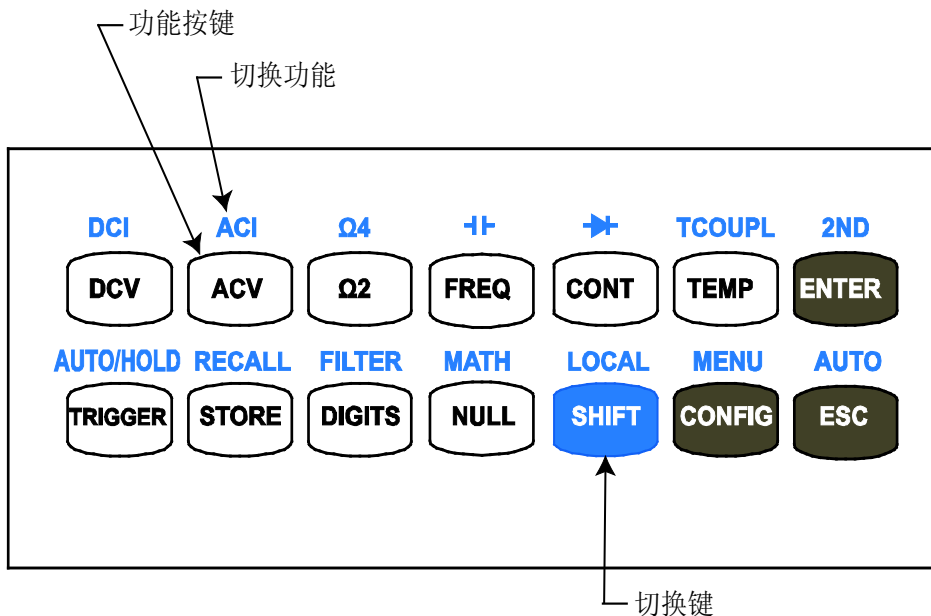 功能按键
切换功能
DCI ACI Ω4 TCOUPL 2ND
DCV ACV Ω2 FREQ CONT TEMP ENTER
AUTO/HOLD RECALL FILTER MATH LOCAL MENU AUTO
TRIGGER STORE DIGITS NULL SHIFT CONFIG ESC
切换键